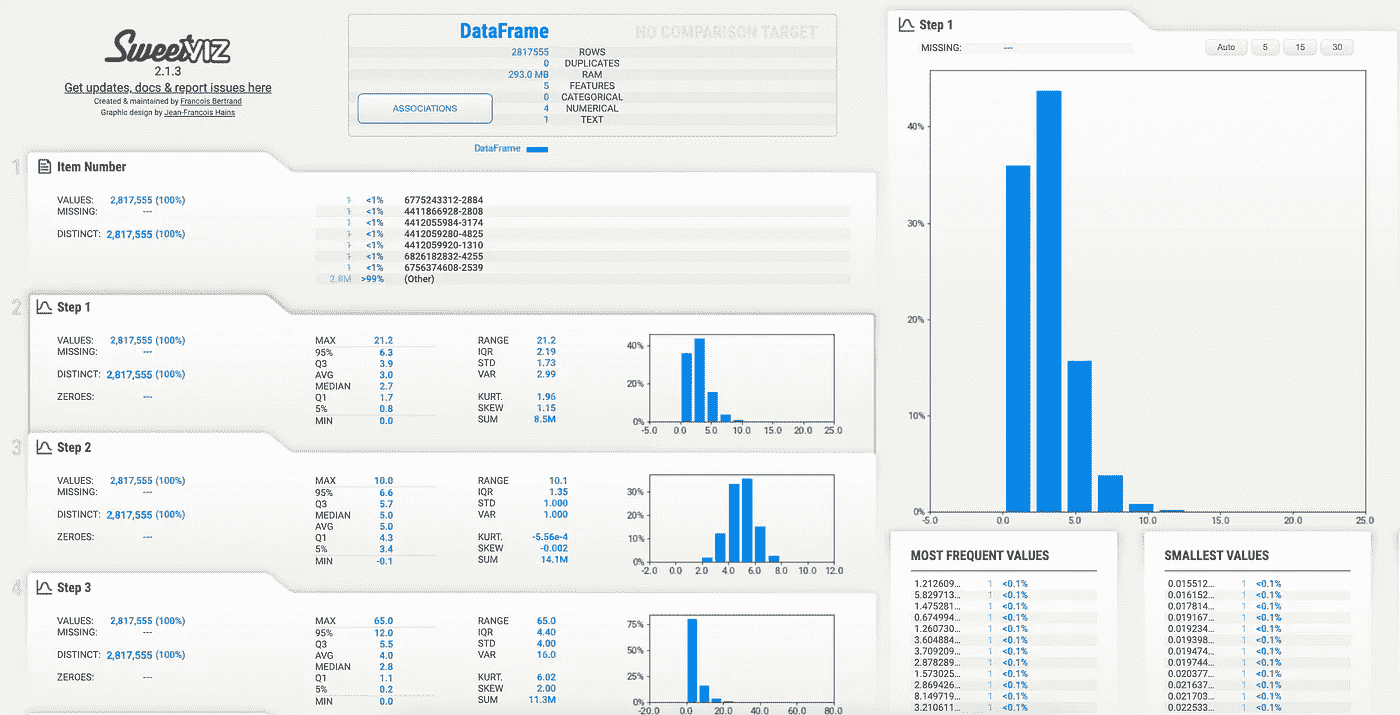 SweetVIZ
2.1.3
Get updates, docs & report issues here
Created & maintained by Francois Bertrand
Graphic design by Jean-Francois Hains
DataFrame
NO COMPARISON TARGET
2817555 ROWS
0 DUPLICATES
293.0 MB RAM
5 FEATURES
0 CATEGORICAL
4 NUMERICAL
1 TEXT
ASSOCIATIONS
DataFrame
1
Item Number
VALUES: 2,817,555 (100%)
MISSING: ---
DISTINCT: 2,817,555 (100%)
1 <1% 6775243312-2884
1 <1% 4411866928-2808
1 <1% 4412055984-3174
1 <1% 4412059280-4825
1 <1% 4412059920-1310
1 <1% 6826182832-4255
1 <1% 6756374608-2539
2.8M >99% (Other)
2
Step 1
VALUES: 2,817,555 (100%)
MISSING: ---
DISTINCT: 2,817,555 (100%)
ZEROES: ---
MAX 21.2
95% 6.3
Q3 3.9
AVG 3.0
MEDIAN 2.7
Q1 1.7
5% 0.8
MIN 0.0
RANGE 21.2
IQR 2.19
STD 1.73
VAR 2.99
KURT. 1.96
SKEW 1.15
SUM 8.5M
40%
20%
0%
-5.0 0.0 5.0 10.0 15.0 20.0 25.0
3
Step 2
VALUES: 2,817,555 (100%)
MISSING: ---
DISTINCT: 2,817,555 (100%)
ZEROES: ---
MAX 10.0
95% 6.6
Q3 5.7
MEDIAN 5.0
AVG 5.0
Q1 4.3
5% 3.4
MIN -0.1
RANGE 10.1
IQR 1.35
STD 1.000
VAR 1.000
KURT. -5.56e-4
SKEW -0.002
SUM 14.1M
30%
20%
10%
0%
-2.0 0.0 2.0 4.0 6.0 8.0 10.0 12.0
4
Step 3
VALUES: 2,817,555 (100%)
MISSING: ---
DISTINCT: 2,817,555 (100%)
ZEROES: ---
MAX 65.0
95% 12.0
Q3 5.5
AVG 4.0
MEDIAN 2.8
Q1 1.1
5% 0.2
MIN 0.0
RANGE 65.0
IQR 4.40
STD 4.00
VAR 16.0
KURT. 6.02
SKEW 2.00
SUM 11.3M
75%
50%
25%
0%
-20.0 0.0 20.0 40.0 60.0 80.0
Step 1
MISSING: ---
Auto 5 15 30
40%
30%
20%
10%
0%
-5.0 0.0 5.0 10.0 15.0 20.0 25.0
MOST FREQUENT VALUES
1.212609... 1 <0.1%
5.829713... 1 <0.1%
1.475281... 1 <0.1%
0.674994... 1 <0.1%
1.260730... 1 <0.1%
3.604884... 1 <0.1%
3.709209... 1 <0.1%
2.878289... 1 <0.1%
1.573025... 1 <0.1%
2.869426... 1 <0.1%
8.149719... 1 <0.1%
3.210611... 1 <0.1%
SMALLEST VALUES
0.015512... 1 <0.1%
0.016152... 1 <0.1%
0.017814... 1 <0.1%
0.019167... 1 <0.1%
0.019234... 1 <0.1%
0.019398... 1 <0.1%
0.019474... 1 <0.1%
0.019744... 1 <0.1%
0.020377... 1 <0.1%
0.021637... 1 <0.1%
0.021703... 1 <0.1%
0.022533... 1 <0.1%